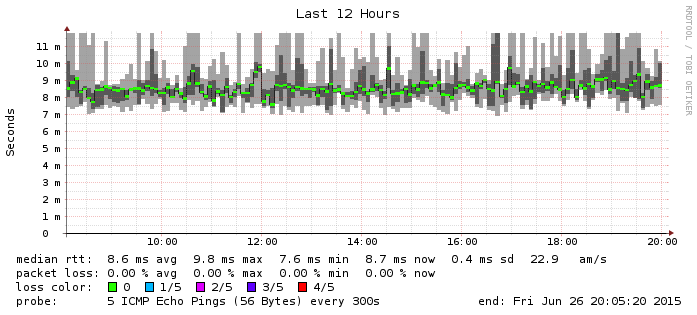 Last 12 Hours
RRDTOOL / TOBI OETIKER
Seconds
11 m
10 m
9 m
8 m
7 m
6 m
5 m
4 m
3 m
2 m
1 m
0
10:00 12:00 14:00 16:00 18:00 20:00
median rtt: 8.6 ms avg 9.8 ms max 7.6 ms min 8.7 ms now 0.4 ms sd 22.9 am/s
packet loss: 0.00 % avg 0.00 % max 0.00 % min 0.00 % now
loss color: 0 1/5 2/5 3/5 4/5
probe: 5 ICMP Echo Pings (56 Bytes) every 300s end: Fri Jun 26 20:05:20 2015